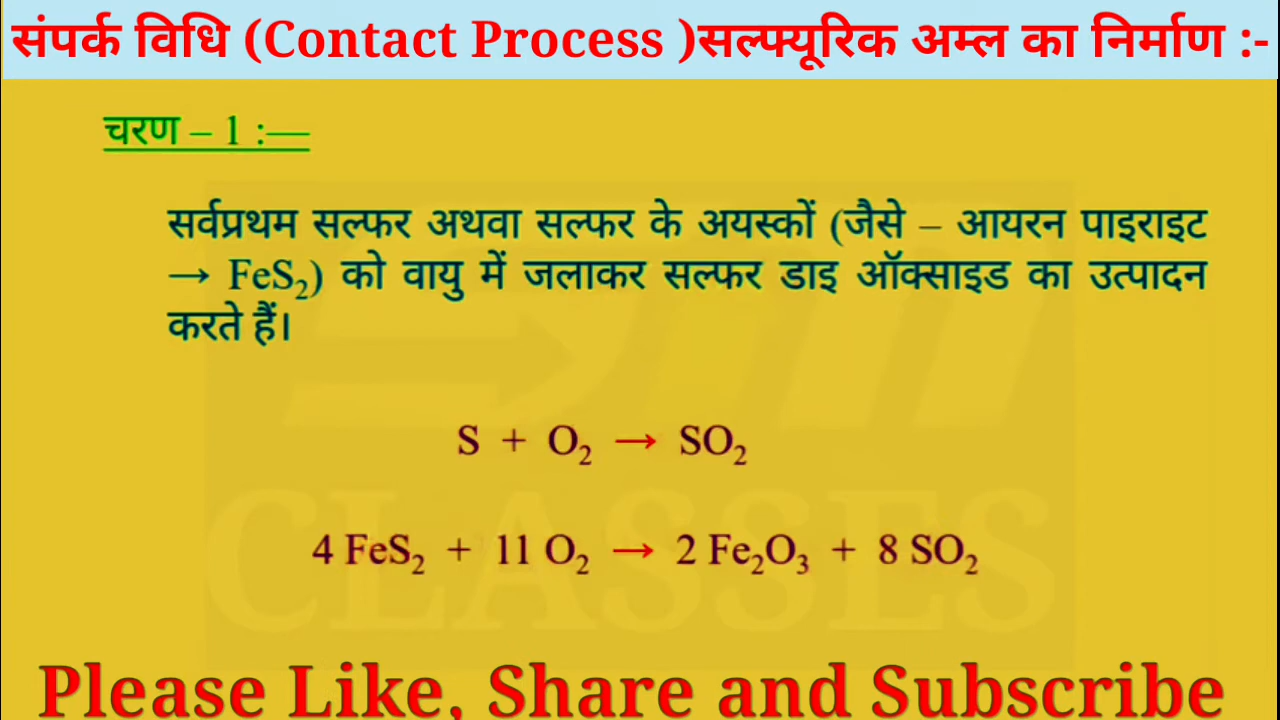 संपर्क विधि (Contact Process )सल्फ्यूरिक अम्ल का निर्माण :-
चरण – 1 :—
सर्वप्रथम सल्फर अथवा सल्फर के अयस्कों (जैसे – आयरन पाइराइट
→ FeS₂) को वायु में जलाकर सल्फर डाइ ऑक्साइड का उत्पादन
करते हैं।
S + O₂ → SO₂
4 FeS₂ + 11 O₂ → 2 Fe₂O₃ + 8 SO₂
CLASSES
Please Like, Share and Subscribe